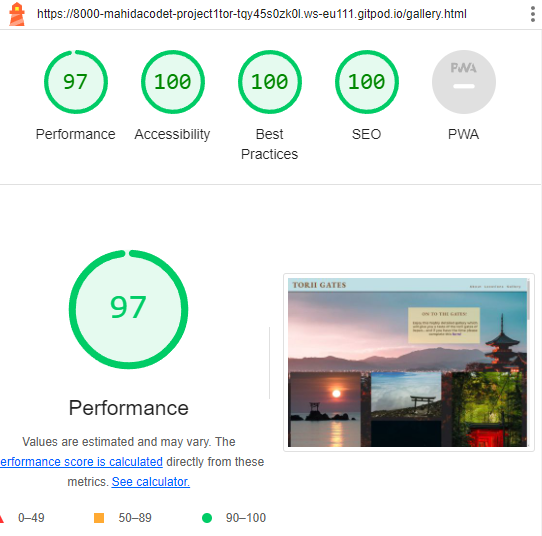 https://8000-mahidacodet-project1tor-tqy45s0zk0l.ws-eu111.gitpod.io/gallery.html
97
100
100
100
PWA
Performance
Accessibility
Best
Practices
SEO
PWA
97
TORII GATES
ON TO THE GATES!
Performance
Values are estimated and may vary. The
erformance score is calculated directly from these
metrics. See calculator.
0–49
50–89
90–100